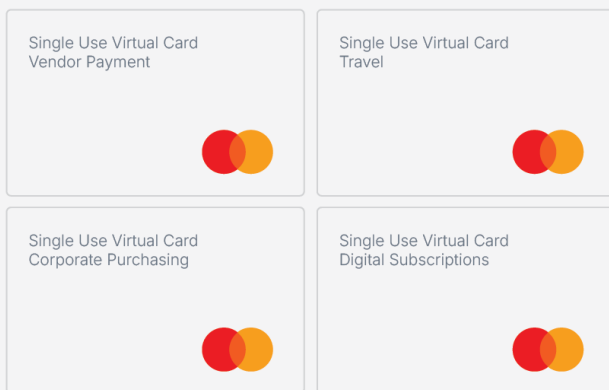 Single Use Virtual Card
Vendor Payment
Single Use Virtual Card
Travel
Single Use Virtual Card
Corporate Purchasing
Single Use Virtual Card
Digital Subscriptions